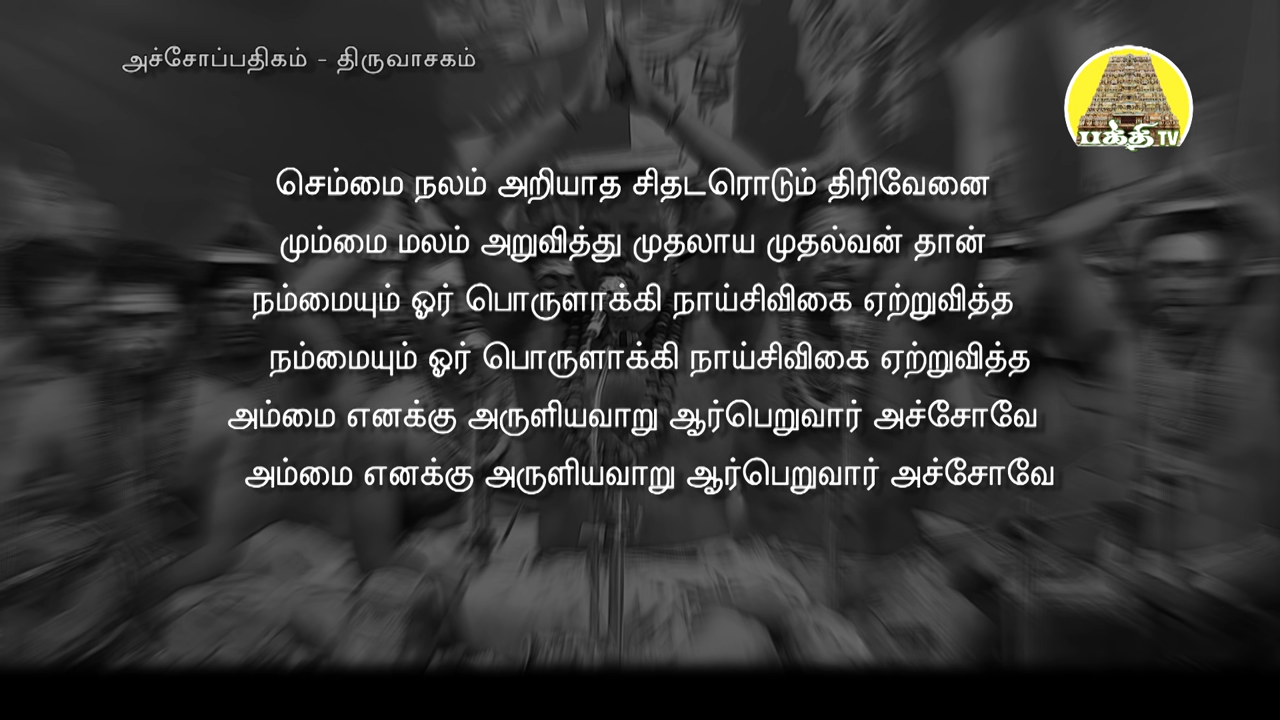 அச்சோப்பதிகம் - திருவாசகம்
பக்தி TV
செம்மை நலம் அறியாத சிதடரொடும் திரிவேனை
மும்மை மலம் அறுவித்து முதலாய முதல்வன் தான்
நம்மையும் ஓர் பொருளாக்கி நாய்சிவிகை ஏற்றுவித்த
நம்மையும் ஓர் பொருளாக்கி நாய்சிவிகை ஏற்றுவித்த
அம்மை எனக்கு அருளியவாறு ஆர்பெறுவார் அச்சோவே
அம்மை எனக்கு அருளியவாறு ஆர்பெறுவார் அச்சோவே